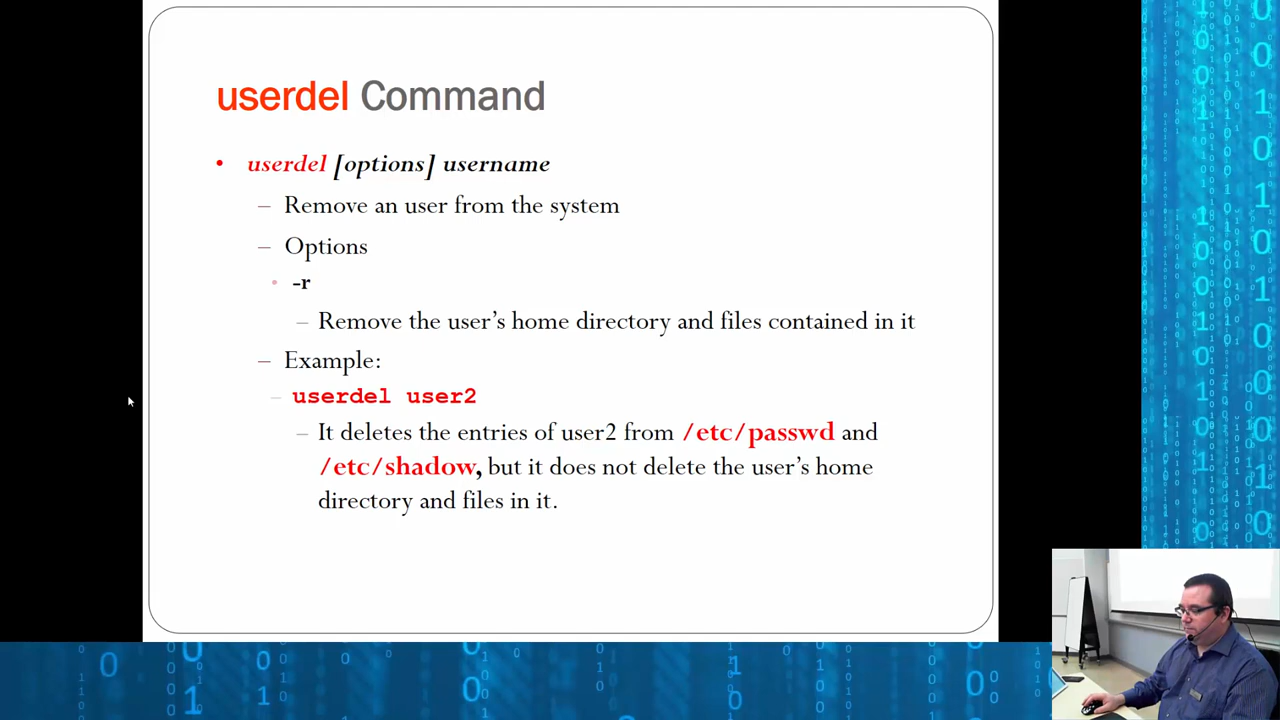 userdel Command
• userdel [options] username
– Remove an user from the system
– Options
• -r
– Remove the user's home directory and files contained in it
– Example:
– userdel user2
– It deletes the entries of user2 from /etc/passwd and
/etc/shadow, but it does not delete the user's home
directory and files in it.